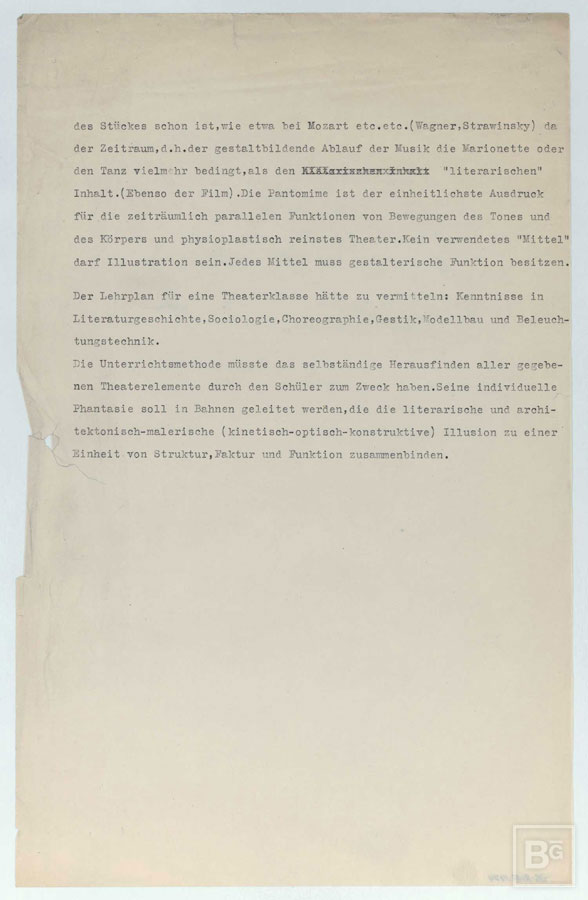 des Stückes schon ist,wie etwa bei Mozart etc.etc.(Wagner,Strawinsky) da
der Zeitraum,d.h.der gestaltbildende Ablauf der Musik die Marionette oder
den Tanz vielmehr bedingt,als den "literarischen"
Inhalt.(Ebenso der Film).Die Pantomime ist der einheitlichste Ausdruck
für die zeiträumlich parallelen Funktionen von Bewegungen des Tones und
des Körpers und physioplastisch reinstes Theater.Kein verwendetes "Mittel"
darf Illustration sein.Jedes Mittel muss gestalterische Funktion besitzen.
Der Lehrplan für eine Theaterklasse hätte zu vermitteln: Kenntnisse in
Literaturgeschichte,Sociologie,Choreographie,Gestik,Modellbau und Beleuch-
tungstechnik.
Die Unterrichtsmethode müsste das selbständige Herausfinden aller gegebe-
nen Theaterelemente durch den Schüler zum Zweck haben.Seine individuelle
Phantasie soll in Bahnen geleitet werden,die die literarische und archi-
tektonisch-malerische (kinetisch-optisch-konstruktive) Illusion zu einer
Einheit von Struktur,Faktur und Funktion zusammenbinden.
BG